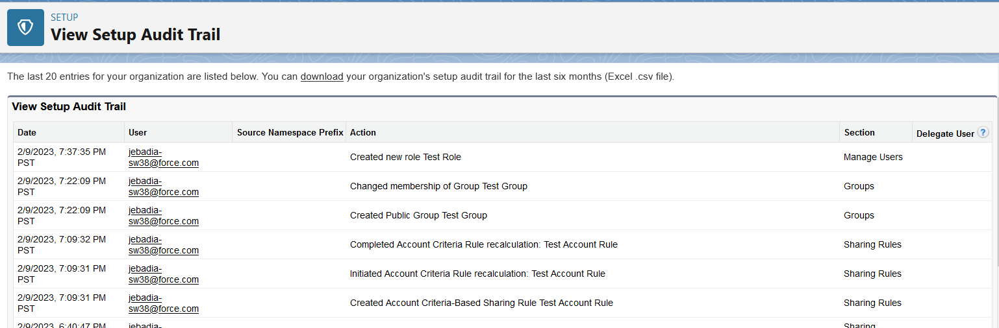 SETUP
View Setup Audit Trail
The last 20 entries for your organization are listed below. You can download your organization's setup audit trail for the last six months (Excel .csv file).
View Setup Audit Trail
Date User Source Namespace Prefix Action Section Delegate User ?
2/9/2023, 7:37:35 PM PST jebadia-sw38@force.com Created new role Test Role Manage Users
2/9/2023, 7:22:09 PM PST jebadia-sw38@force.com Changed membership of Group Test Group Groups
2/9/2023, 7:22:09 PM PST jebadia-sw38@force.com Created Public Group Test Group Groups
2/9/2023, 7:09:32 PM PST jebadia-sw38@force.com Completed Account Criteria Rule recalculation: Test Account Rule Sharing Rules
2/9/2023, 7:09:31 PM PST jebadia-sw38@force.com Initiated Account Criteria Rule recalculation: Test Account Rule Sharing Rules
2/9/2023, 7:09:31 PM PST jebadia-sw38@force.com Created Account Criteria-Based Sharing Rule Test Account Rule Sharing Rules
2/9/2023, 6:40:47 PM jebadia- Sharing